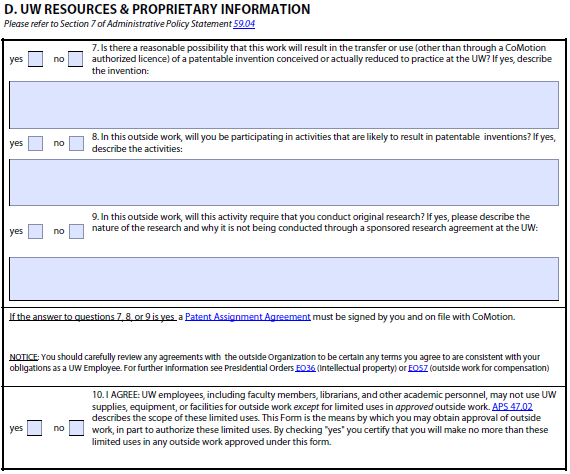 D. UW RESOURCES & PROPRIETARY INFORMATION
Please refer to Section 7 of Administrative Policy Statement 59.04
yes no 7. Is there a reasonable possibility that this work will result in the transfer or use (other than through a CoMotion
authorized licence) of a patentable invention conceived or actually reduced to practice at the UW? If yes, describe
the invention:
yes no 8. In this outside work, will you be participating in activities that are likely to result in patentable inventions? If yes,
describe the activities:
yes no 9. In this outside work, will this activity require that you conduct original research? If yes, please describe the
nature of the research and why it is not being conducted through a sponsored research agreement at the UW:
If the answer to questions 7, 8, or 9 is yes a Patent Assignment Agreement must be signed by you and on file with CoMotion.
NOTICE: You should carefully review any agreements with the outside Organization to be certain any terms you agree to are consistent with your
obligations as a UW Employee. For further information see Presidential Orders EO36 (intellectual property) or EO57 (outside work for compensation)
10. I AGREE: UW employees, including faculty members, librarians, and other academic personnel, may not use UW
supplies, equipment, or facilities for outside work except for limited uses in approved outside work. APS 47.02
describes the scope of these limited uses. This Form is the means by which you may obtain approval of outside
yes no work, in part to authorize these limited uses. By checking "yes" you certify that you will make no more than these
limited uses in any outside work approved under this form.